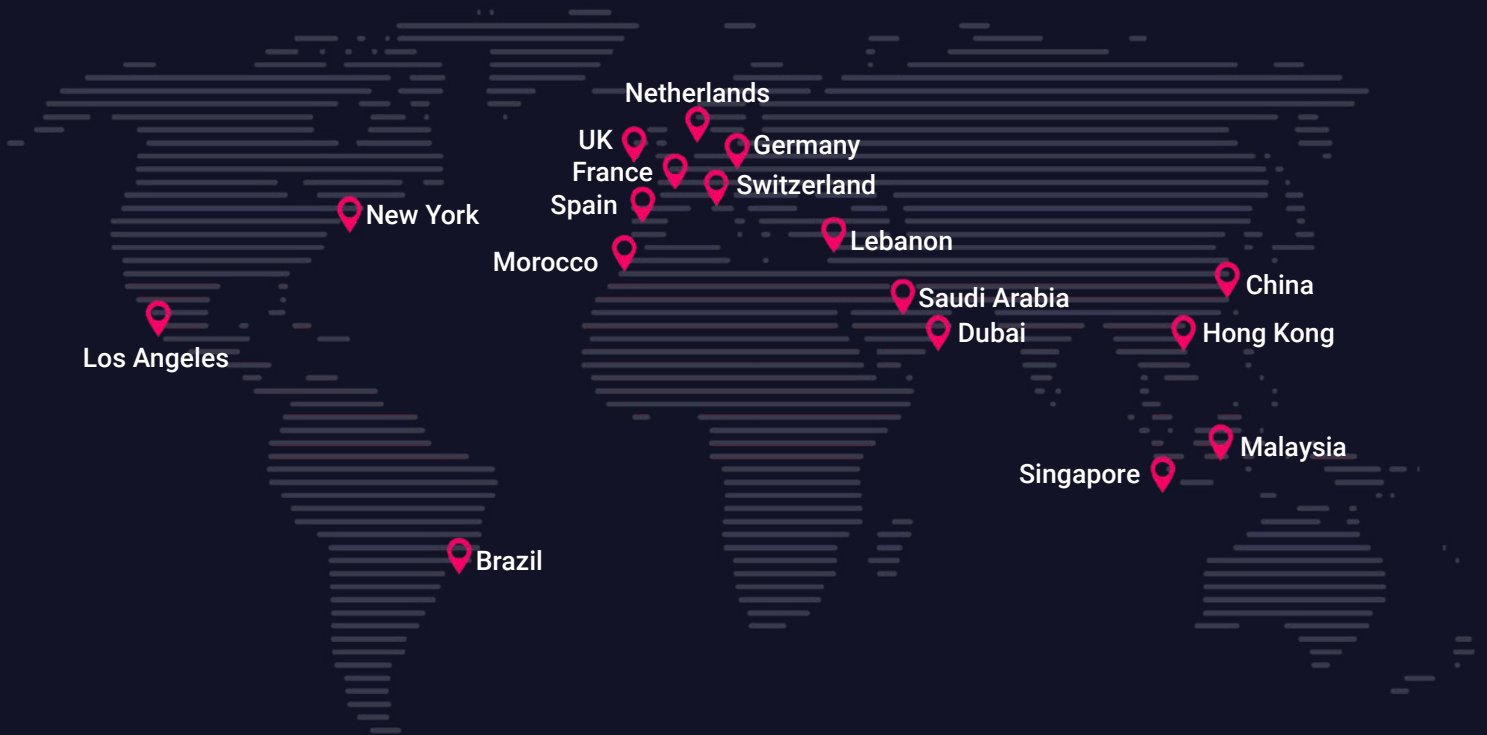 Netherlands
UK
Germany
France
Switzerland
Spain
New York
Lebanon
Morocco
China
Saudi Arabia
Dubai
Hong Kong
Los Angeles
Malaysia
Singapore
Brazil